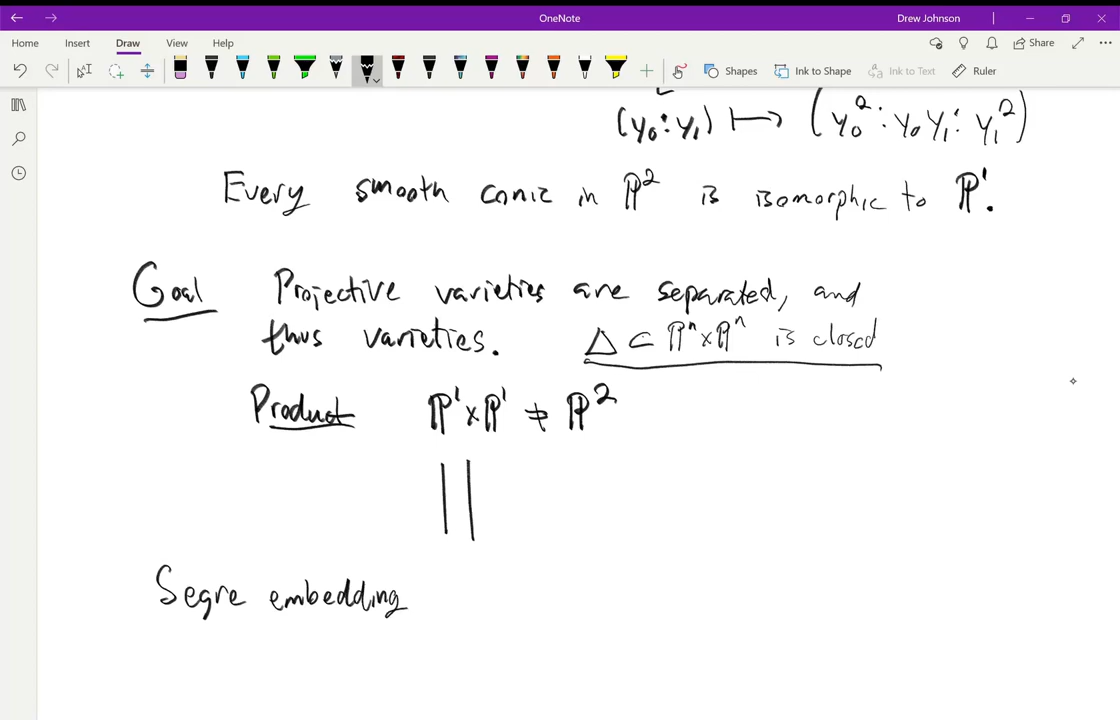 OneNote
Drew Johnson
Home Insert Draw View Help
Share
Shapes Ink to Shape Ink to Text Ruler
(y₀:y₁) ↦ (y₀²:y₀y₁:y₁²)
Every smooth conic in ℙ² is isomorphic to ℙ¹.
Goal Projective varieties are separated, and
thus varieties. Δ ⊂ ℙⁿ×ℙⁿ is closed
Product ℙ¹×ℙ¹ ≠ ℙ²
Segre embedding